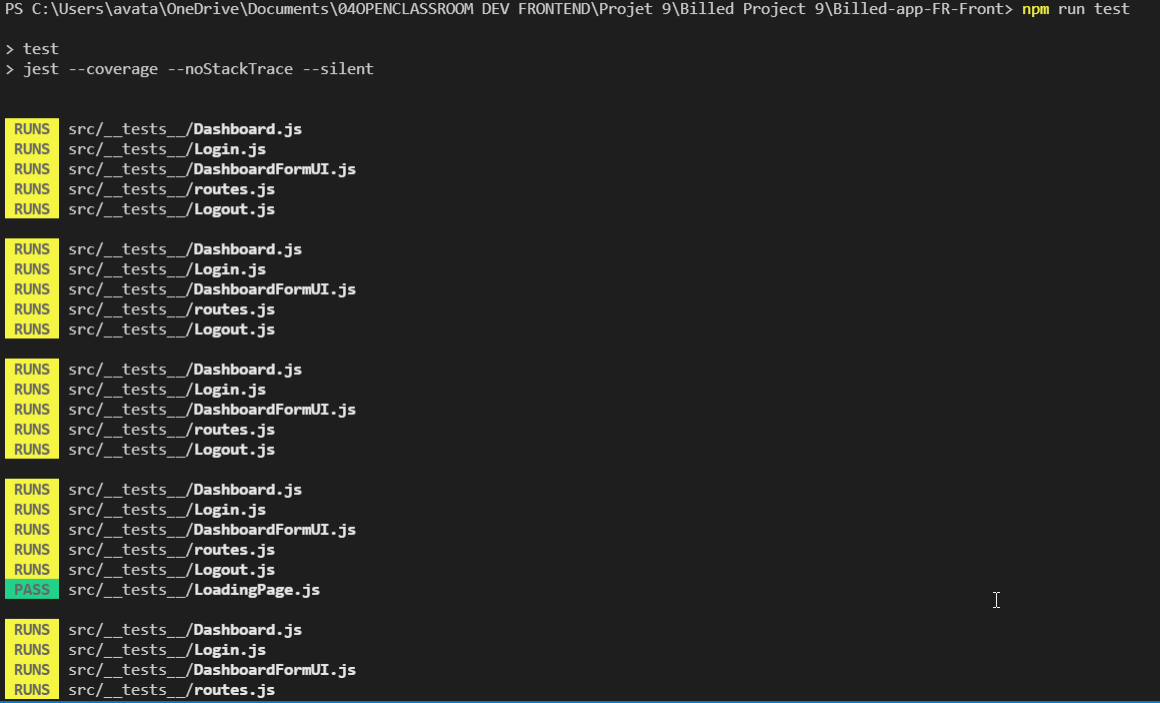 PS C:\Users\avata\OneDrive\Documents\04OPENCLASSROOM DEV FRONTEND\Projet 9\Billed Project 9\Billed-app-FR-Front> npm run test
> test
> jest --coverage --noStackTrace --silent
RUNS src/__tests__/Dashboard.js
RUNS src/__tests__/Login.js
RUNS src/__tests__/DashboardFormUI.js
RUNS src/__tests__/routes.js
RUNS src/__tests__/Logout.js
RUNS src/__tests__/Dashboard.js
RUNS src/__tests__/Login.js
RUNS src/__tests__/DashboardFormUI.js
RUNS src/__tests__/routes.js
RUNS src/__tests__/Logout.js
RUNS src/__tests__/Dashboard.js
RUNS src/__tests__/Login.js
RUNS src/__tests__/DashboardFormUI.js
RUNS src/__tests__/routes.js
RUNS src/__tests__/Logout.js
RUNS src/__tests__/Dashboard.js
RUNS src/__tests__/Login.js
RUNS src/__tests__/DashboardFormUI.js
RUNS src/__tests__/routes.js
RUNS src/__tests__/Logout.js
PASS src/__tests__/LoadingPage.js
RUNS src/__tests__/Dashboard.js
RUNS src/__tests__/Login.js
RUNS src/__tests__/DashboardFormUI.js
RUNS src/__tests__/routes.js